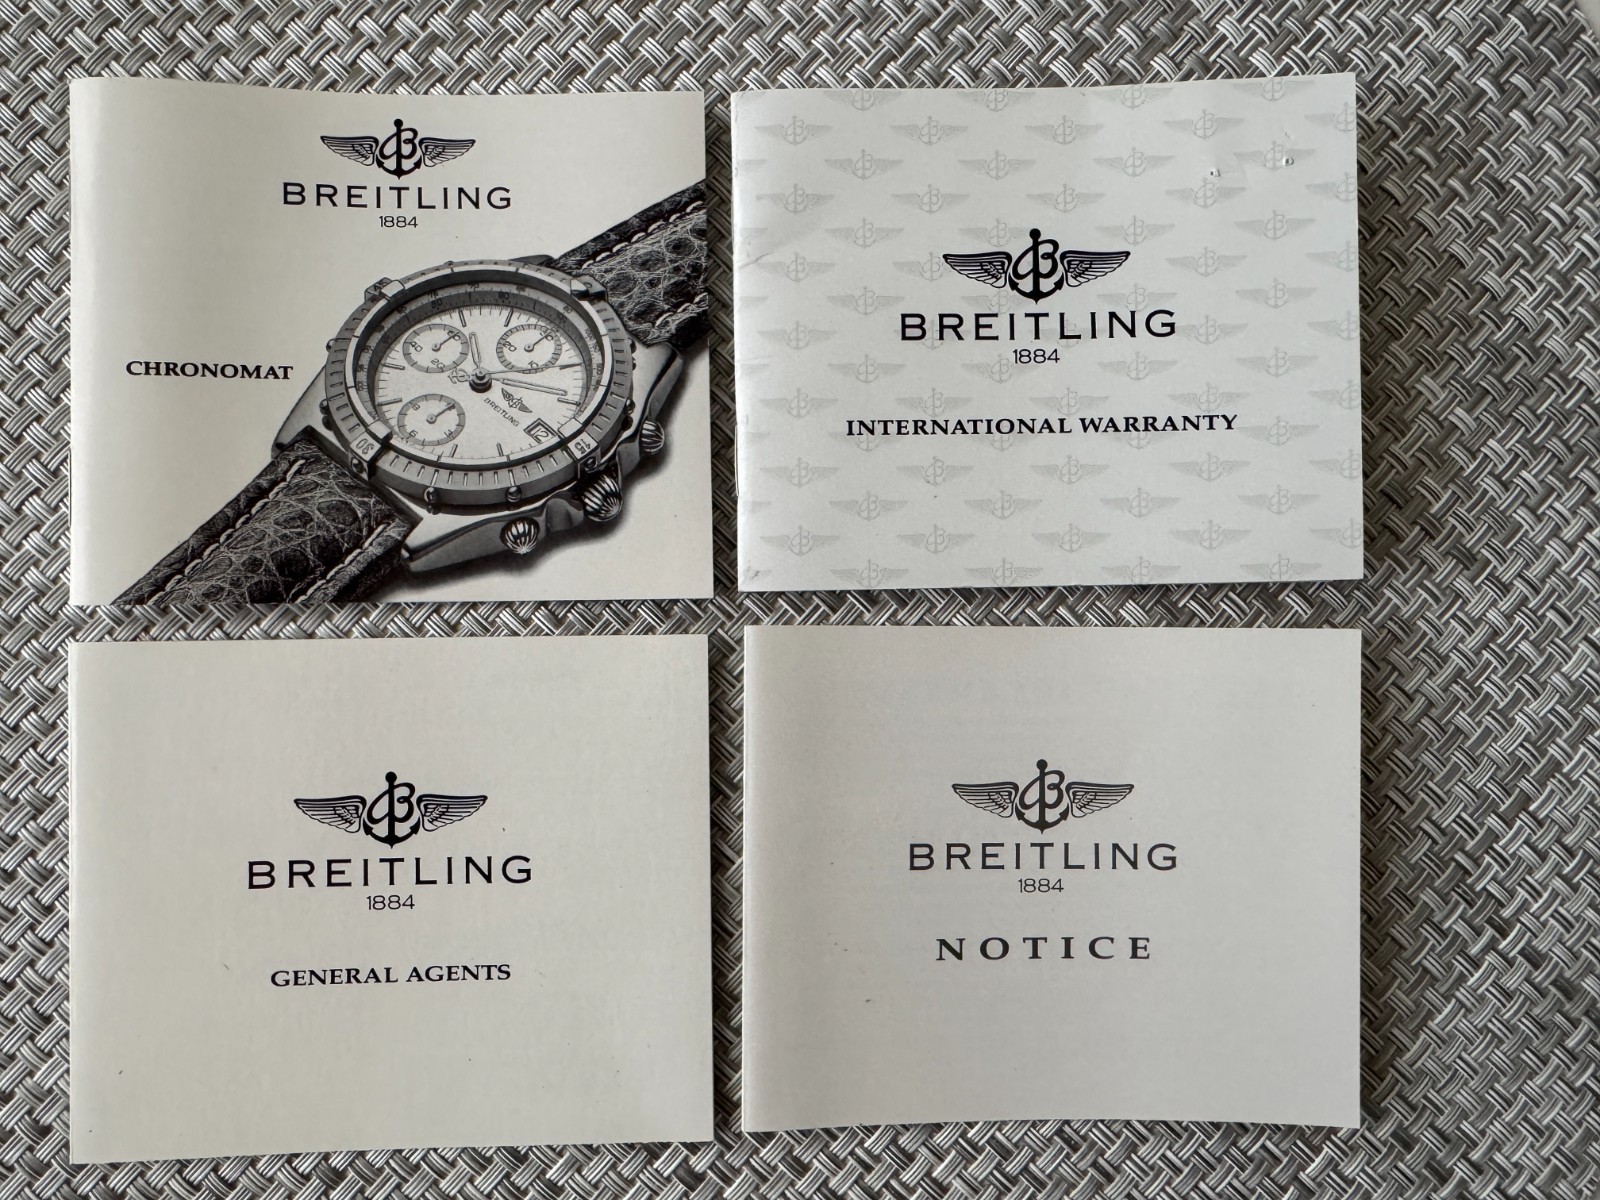 BREITLING
1884
CHRONOMAT
BREITLING
BREITLING
1884
INTERNATIONAL WARRANTY
BREITLING
1884
GENERAL AGENTS
BREITLING
1884
NOTICE